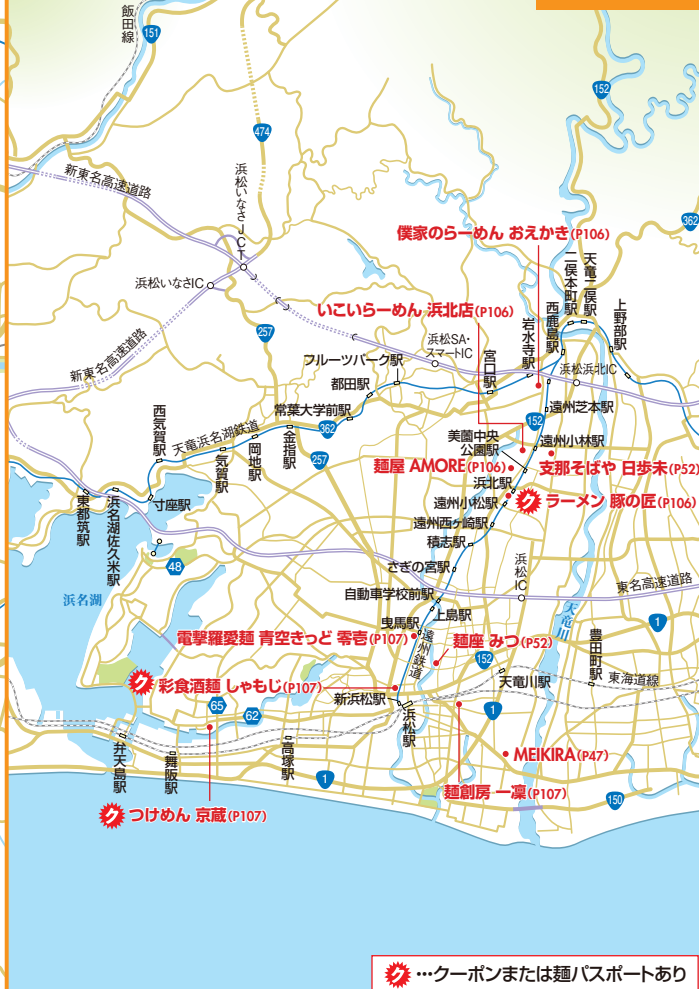 飯田線
151
152
474
新東名高速道路
浜松いなさJCT
362
僕家のらーめん おえかき(P106)
浜松いなさIC
いこいらーめん 浜北店(P106)
天竜二俣駅
二俣本町駅
西鹿島駅
上野部駅
岩水寺駅
新東名高速道路
257
浜松SA・
スマートIC
宮口駅
フルーツパーク駅
浜松浜北IC
都田駅
遠州芝本駅
常葉大学前駅
西気賀駅
天竜浜名湖鉄道
362
152
気賀駅
岡地駅
金指駅
257
美薗中央
公園駅
遠州小林駅
麺屋 AMORE(P106)
支那そばや 日歩未(P52)
浜北駅
東都筑駅
浜名湖佐久米駅
寸座駅
遠州小松駅
ク ラーメン 豚の匠(P106)
遠州西ヶ崎駅
積志駅
さぎの宮駅
浜松IC
48
東名高速道路
浜名湖
自動車学校前駅
天竜川
上島駅
1
曳馬駅
電撃羅愛麺 青空きっど 零壱(P107)
遠州鉄道
麺座 みつ(P52)
豊田町駅
152
天竜川駅
東海道線
ク 彩食酒麺 しゃもじ(P107)
新浜松駅
65
62
浜松駅
1
弁天島駅
舞阪駅
高塚駅
MEIKIRA(P47)
1
麺創房 一凜(P107)
150
ク つけめん 京蔵(P107)
ク …クーポンまたは麺パスポートあり